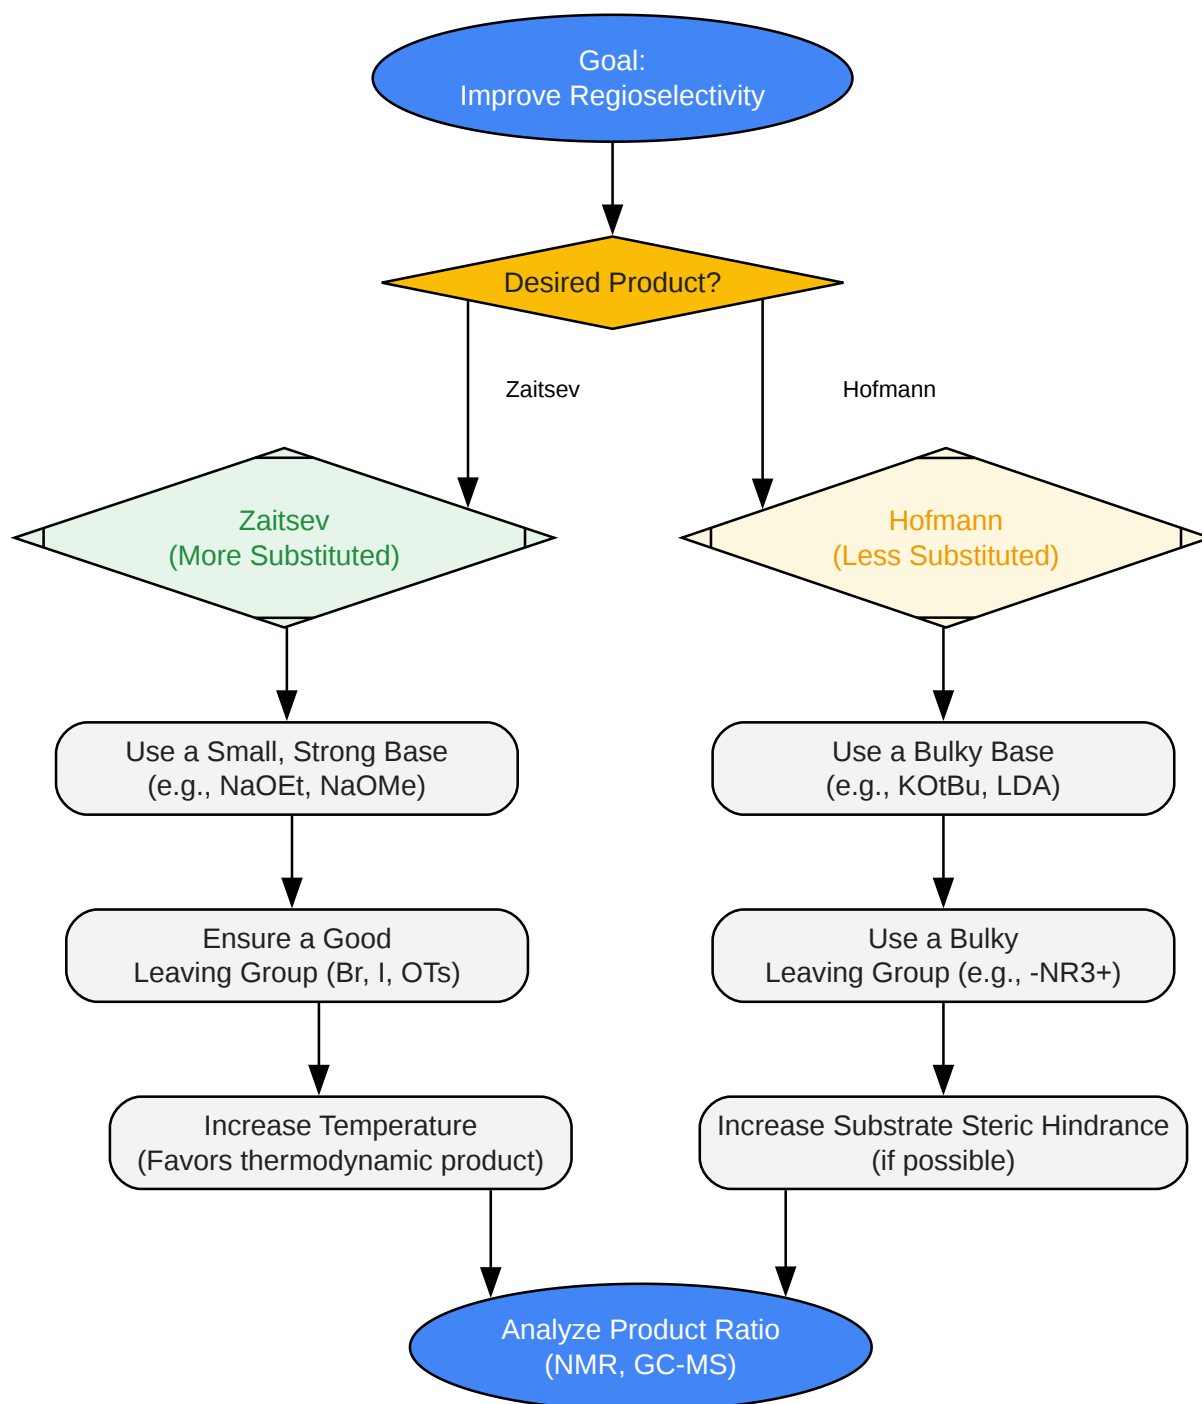 Goal:
Improve Regioselectivity
Desired Product?
Zaitsev
Hofmann
Zaitsev
(More Substituted)
Hofmann
(Less Substituted)
Use a Small, Strong Base
(e.g., NaOEt, NaOMe)
Use a Bulky Base
(e.g., KOtBu, LDA)
Ensure a Good
Leaving Group (Br, I, OTs)
Use a Bulky
Leaving Group (e.g., -NR3+)
Increase Temperature
(Favors thermodynamic product)
Increase Substrate Steric Hindrance
(if possible)
Analyze Product Ratio
(NMR, GC-MS)